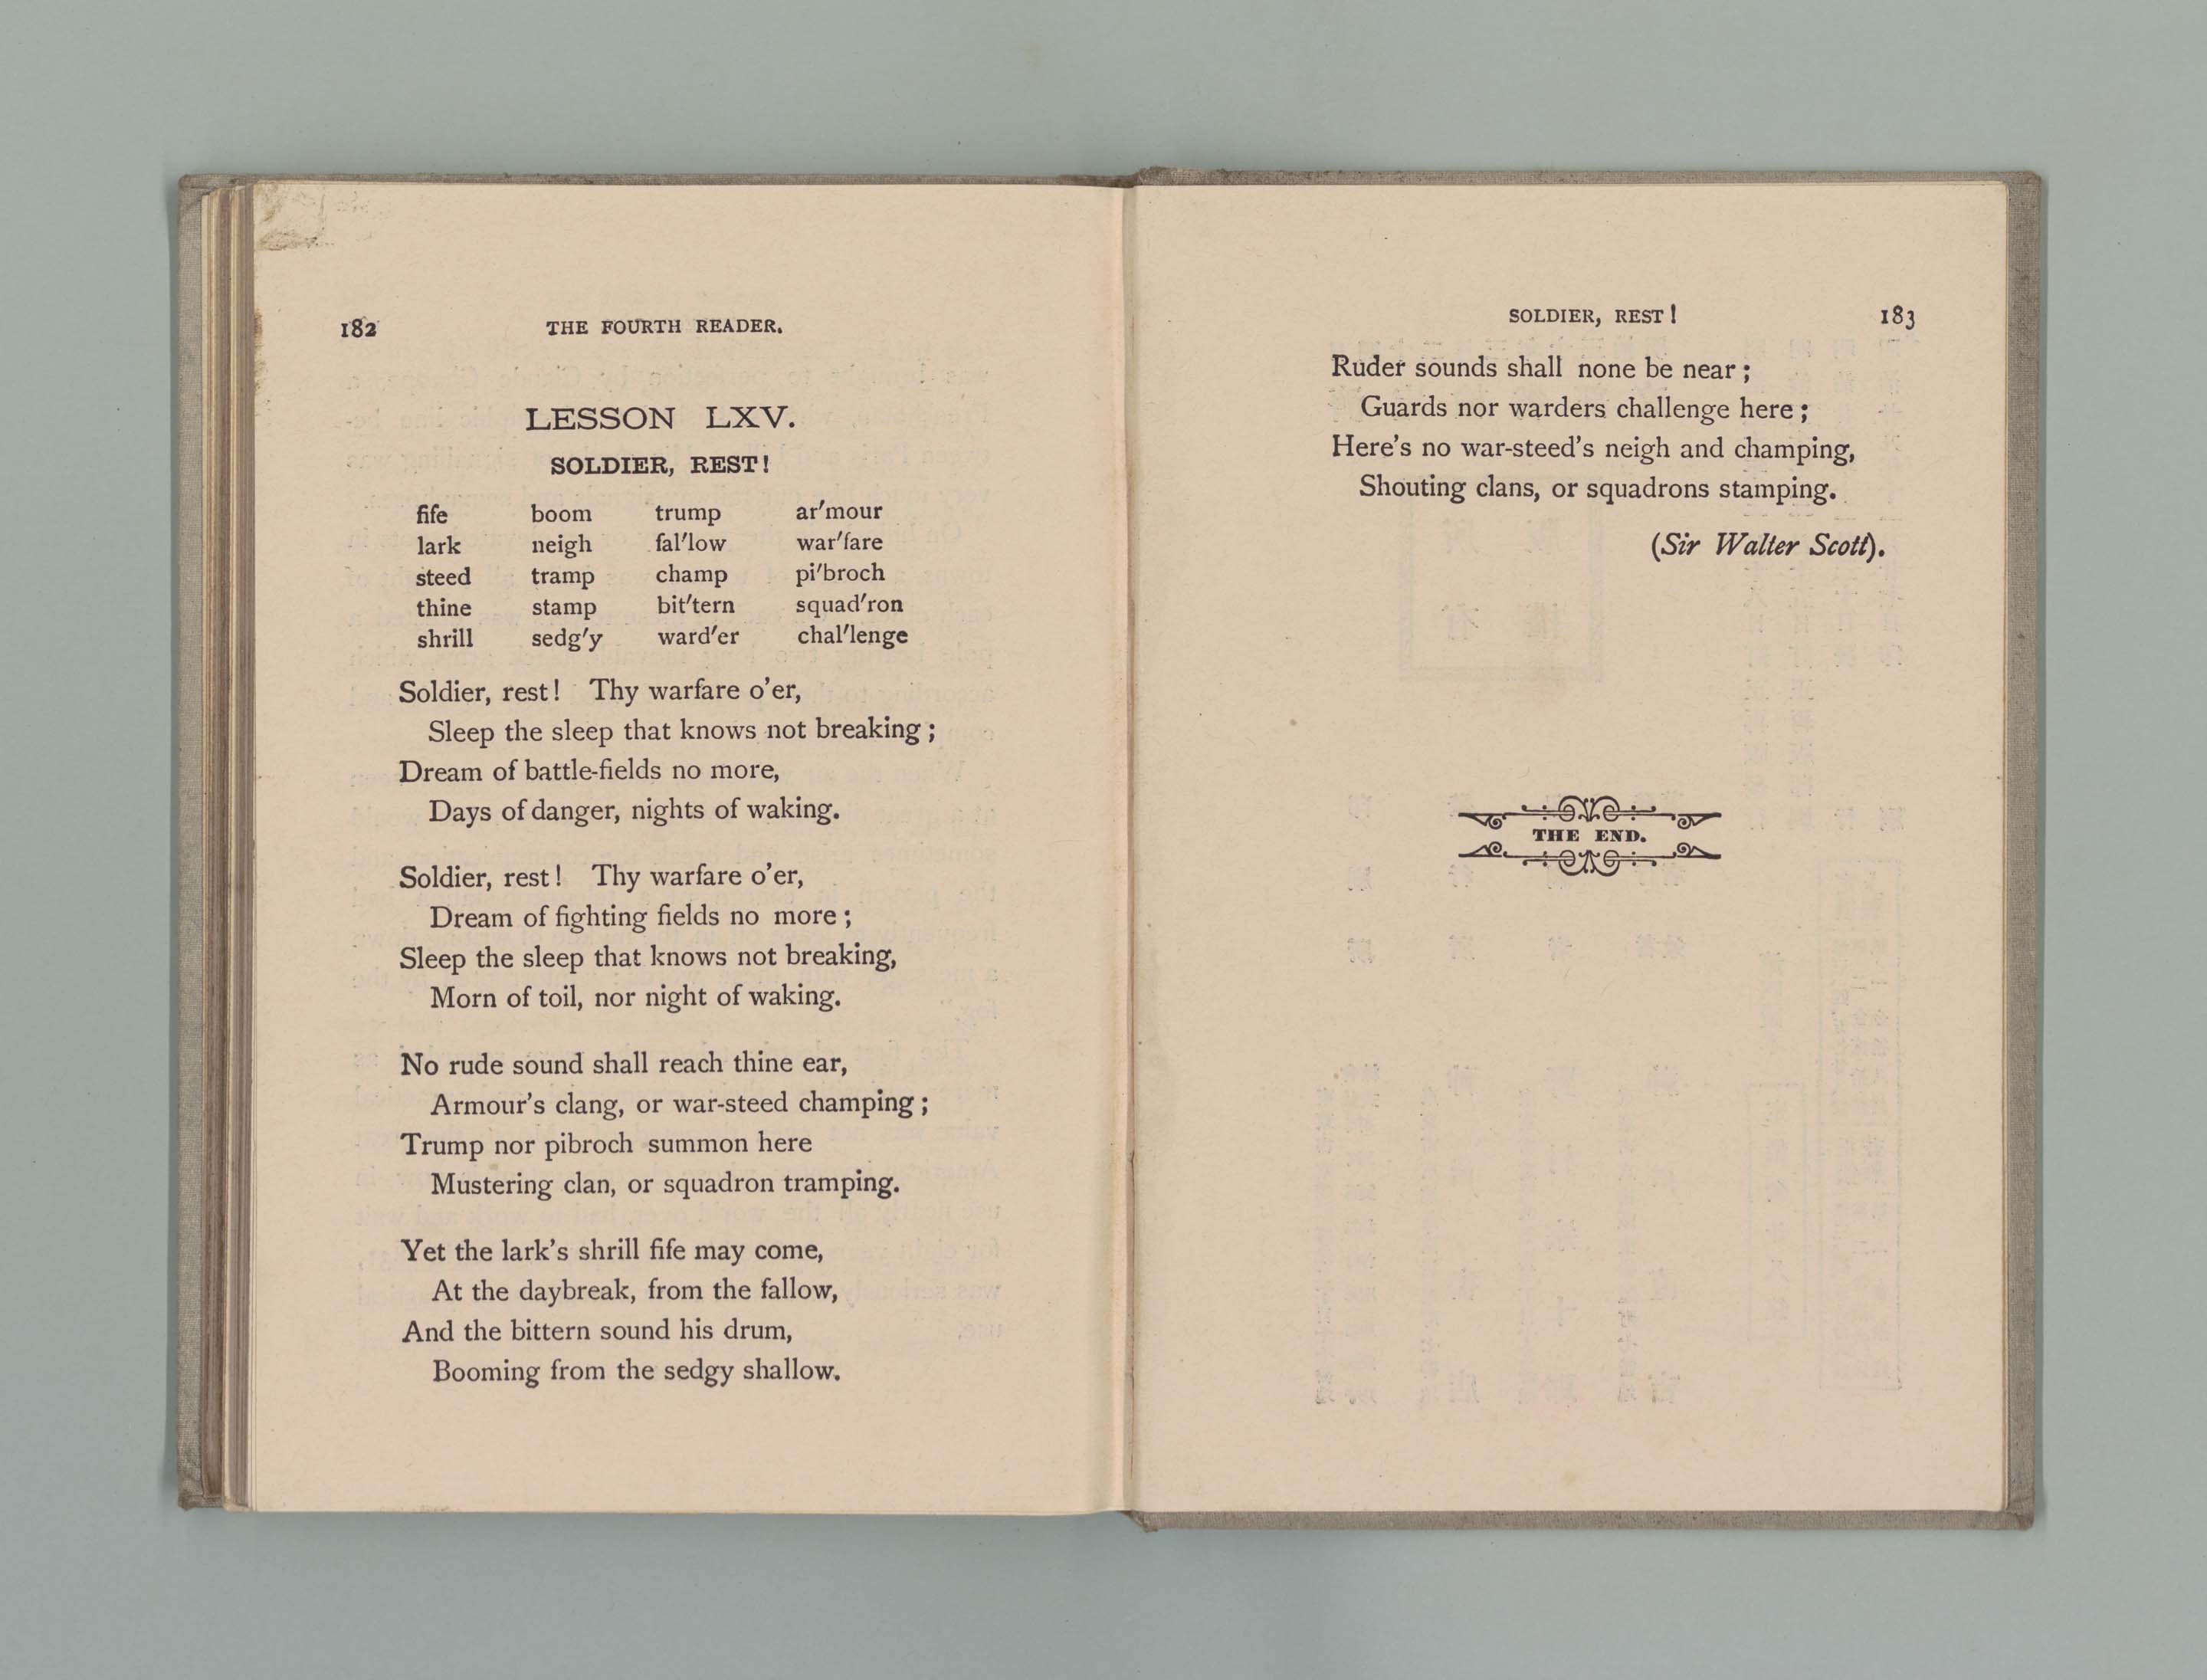 182 THE FOURTH READER.
LESSON LXV.
SOLDIER, REST!
fife boom trump ar′mour
lark neigh fal′low war′fare
steed tramp champ pi′broch
thine stamp bit′tern squad′ron
shrill sedg′y ward′er chal′lenge
Soldier, rest! Thy warfare o’er,
Sleep the sleep that knows not breaking;
Dream of battle-fields no more,
Days of danger, nights of waking.
Soldier, rest! Thy warfare o’er,
Dream of fighting fields no more;
Sleep the sleep that knows not breaking,
Morn of toil, nor night of waking.
No rude sound shall reach thine ear,
Armour’s clang, or war-steed champing;
Trump nor pibroch summon here
Mustering clan, or squadron tramping.
Yet the lark’s shrill fife may come,
At the daybreak, from the fallow,
And the bittern sound his drum,
Booming from the sedgy shallow.
SOLDIER, REST! 183
Ruder sounds shall none be near;
Guards nor warders challenge here;
Here’s no war-steed’s neigh and champing,
Shouting clans, or squadrons stamping.
(Sir Walter Scott).
THE END.